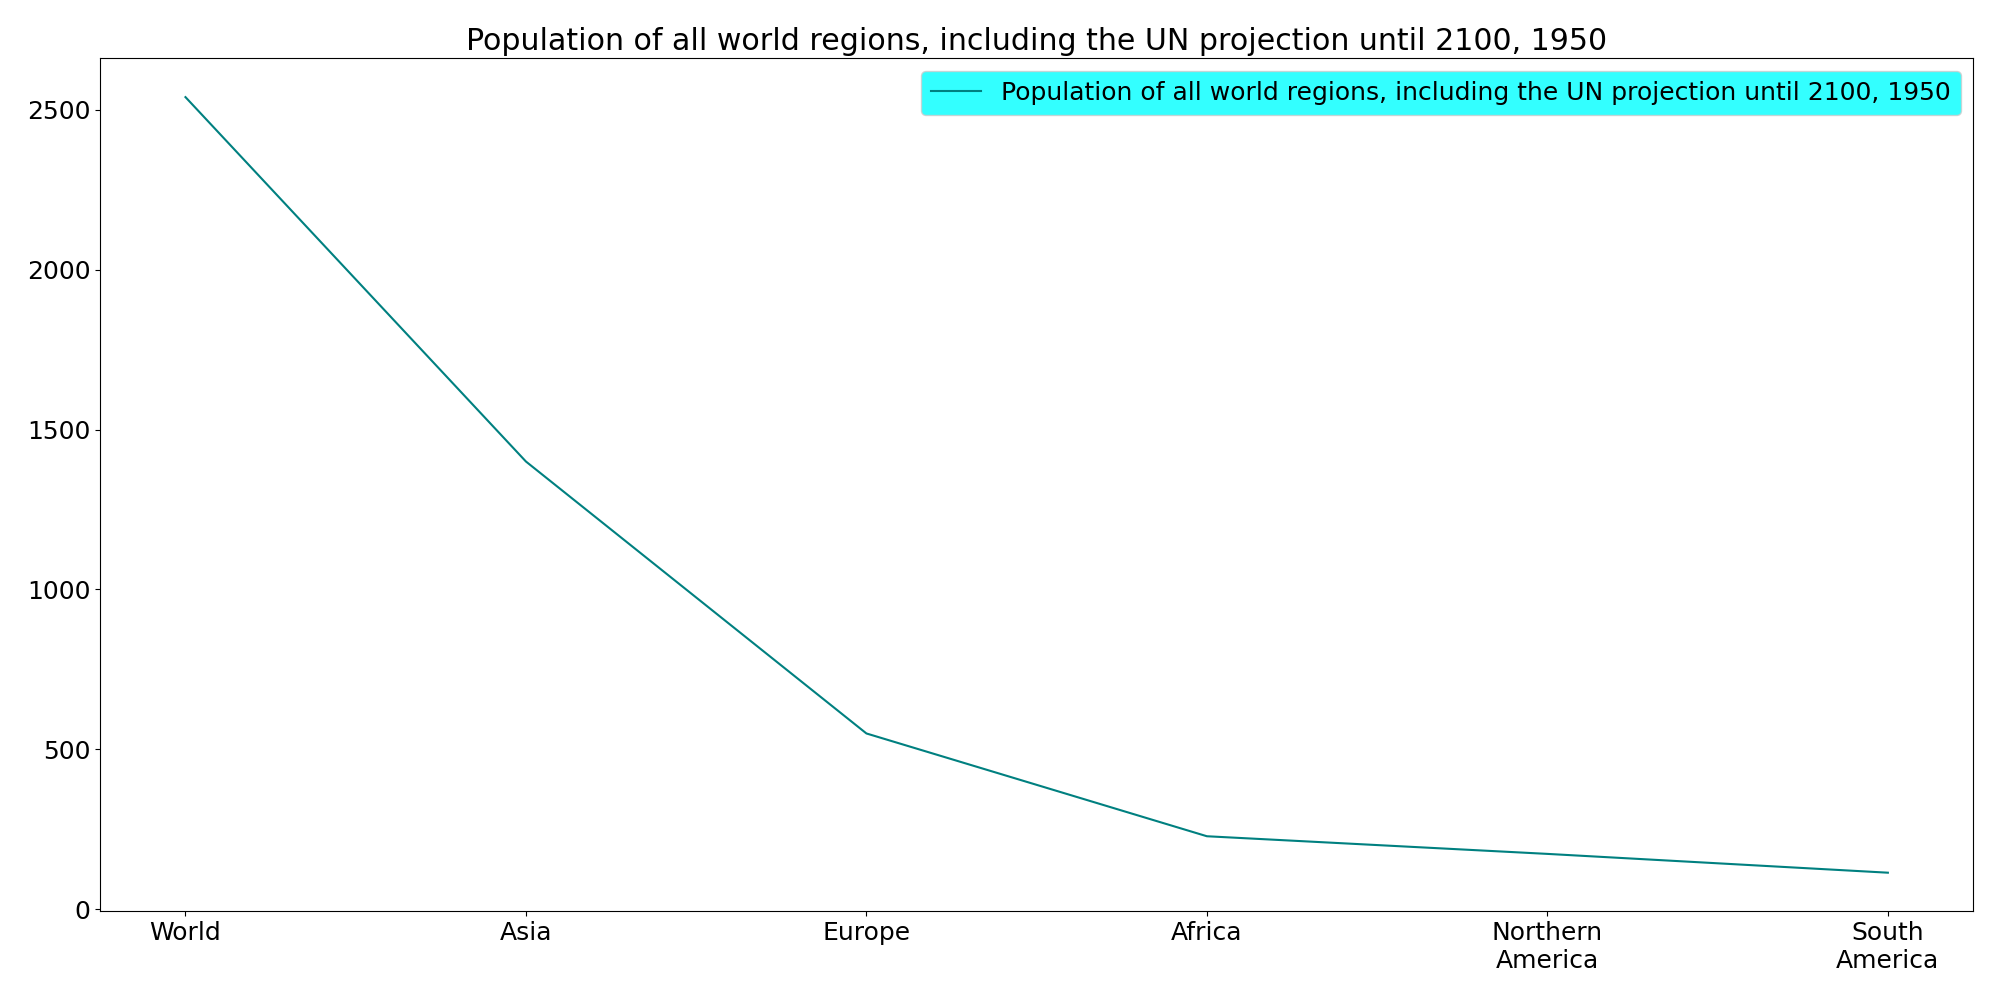 Population of all world regions, including the UN projection until 2100, 1950
Population of all world regions, including the UN projection until 2100, 1950
2500
2000
1500
1000
500
0
World
Asia
Europe
Africa
Northern
America
South
America